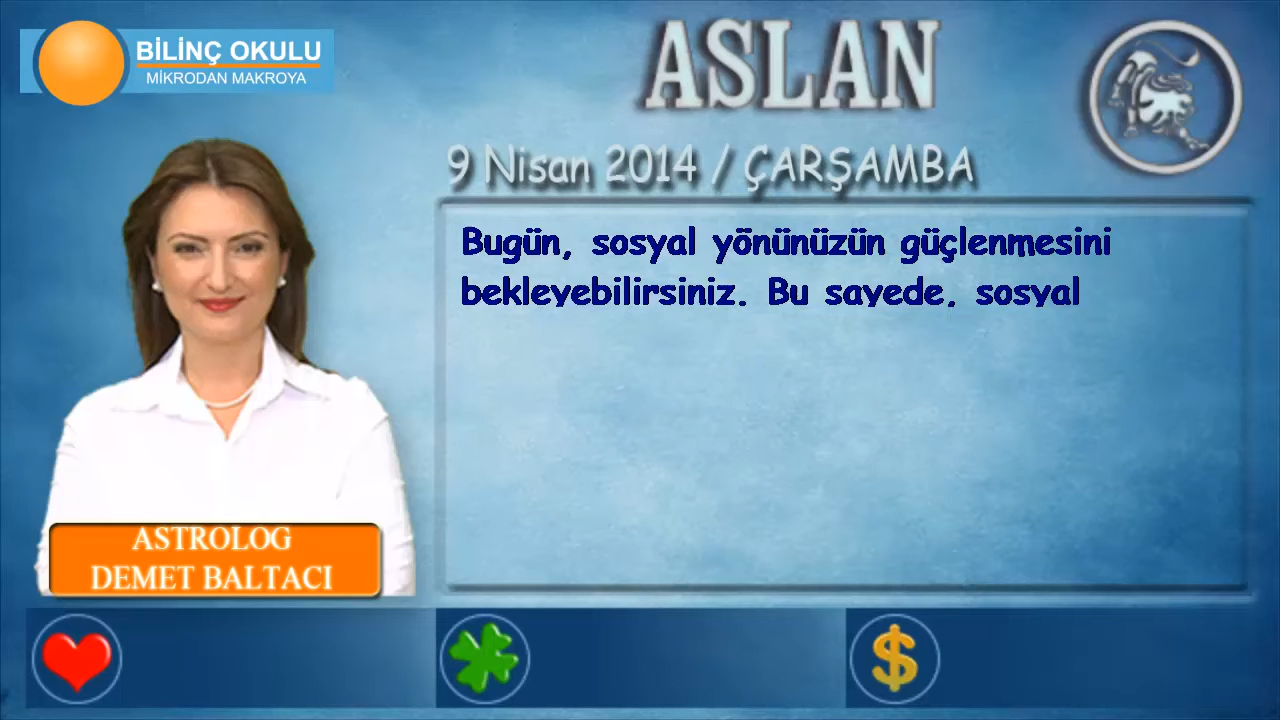 BİLİNÇ OKULU
MİKRODAN MAKROYA
ASLAN
9 Nisan 2014 / ÇARŞAMBA
Bugün, sosyal yönünüzün güçlenmesini
bekleyebilirsiniz. Bu sayede, sosyal
ASTROLOG
DEMET BALTACI